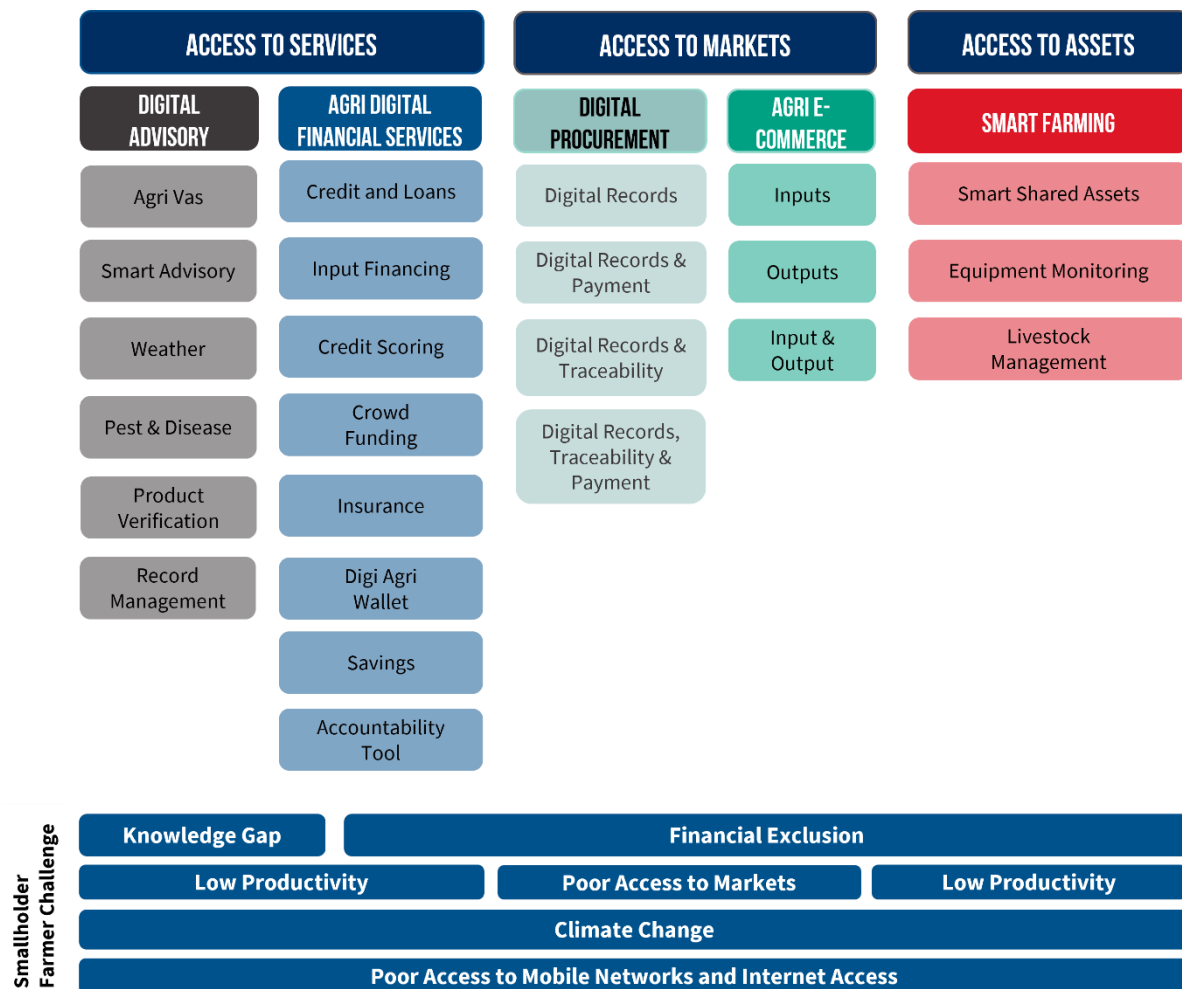 ACCESS TO SERVICES
ACCESS TO MARKETS
ACCESS TO ASSETS
DIGITAL
ADVISORY
AGRI DIGITAL
FINANCIAL SERVICES
DIGITAL
PROCUREMENT
AGRI E-
COMMERCE
SMART FARMING
Agri Vas
Smart Advisory
Weather
Pest & Disease
Product
Verification
Record
Management
Credit and Loans
Input Financing
Credit Scoring
Crowd
Funding
Insurance
Digi Agri
Wallet
Savings
Accountability
Tool
Digital Records
Digital Records &
Payment
Digital Records &
Traceability
Digital Records,
Traceability &
Payment
Inputs
Outputs
Input &
Output
Smart Shared Assets
Equipment Monitoring
Livestock
Management
Smallholder
Farmer Challenge
Knowledge Gap
Financial Exclusion
Low Productivity
Poor Access to Markets
Low Productivity
Climate Change
Poor Access to Mobile Networks and Internet Access